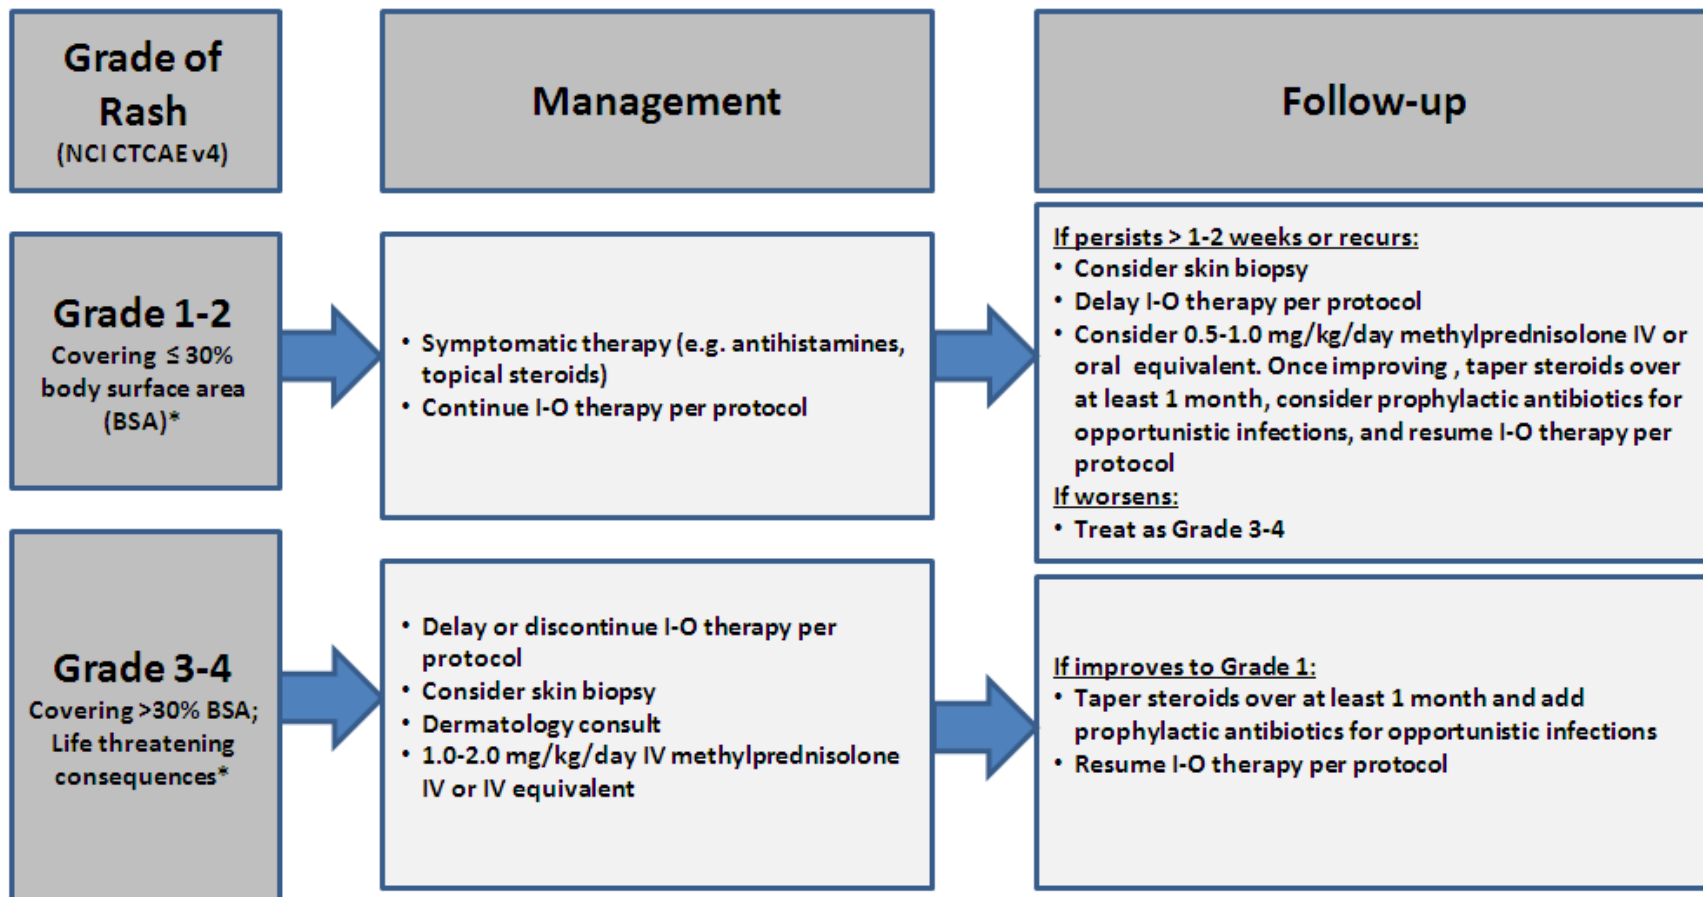 Grade of
Rash
(NCI CTCAE v4)
Management
Follow-up
Grade 1-2
Covering ≤ 30%
body surface area
(BSA)*
• Symptomatic therapy (e.g. antihistamines,
topical steroids)
• Continue I-O therapy per protocol
If persists > 1-2 weeks or recurs:
• Consider skin biopsy
• Delay I-O therapy per protocol
• Consider 0.5-1.0 mg/kg/day methylprednisolone IV or
oral equivalent. Once improving , taper steroids over
at least 1 month, consider prophylactic antibiotics for
opportunistic infections, and resume I-O therapy per
protocol
If worsens:
• Treat as Grade 3-4
Grade 3-4
Covering >30% BSA;
Life threatening
consequences*
• Delay or discontinue I-O therapy per
protocol
• Consider skin biopsy
• Dermatology consult
• 1.0-2.0 mg/kg/day IV methylprednisolone
IV or IV equivalent
If improves to Grade 1:
• Taper steroids over at least 1 month and add
prophylactic antibiotics for opportunistic infections
• Resume I-O therapy per protocol